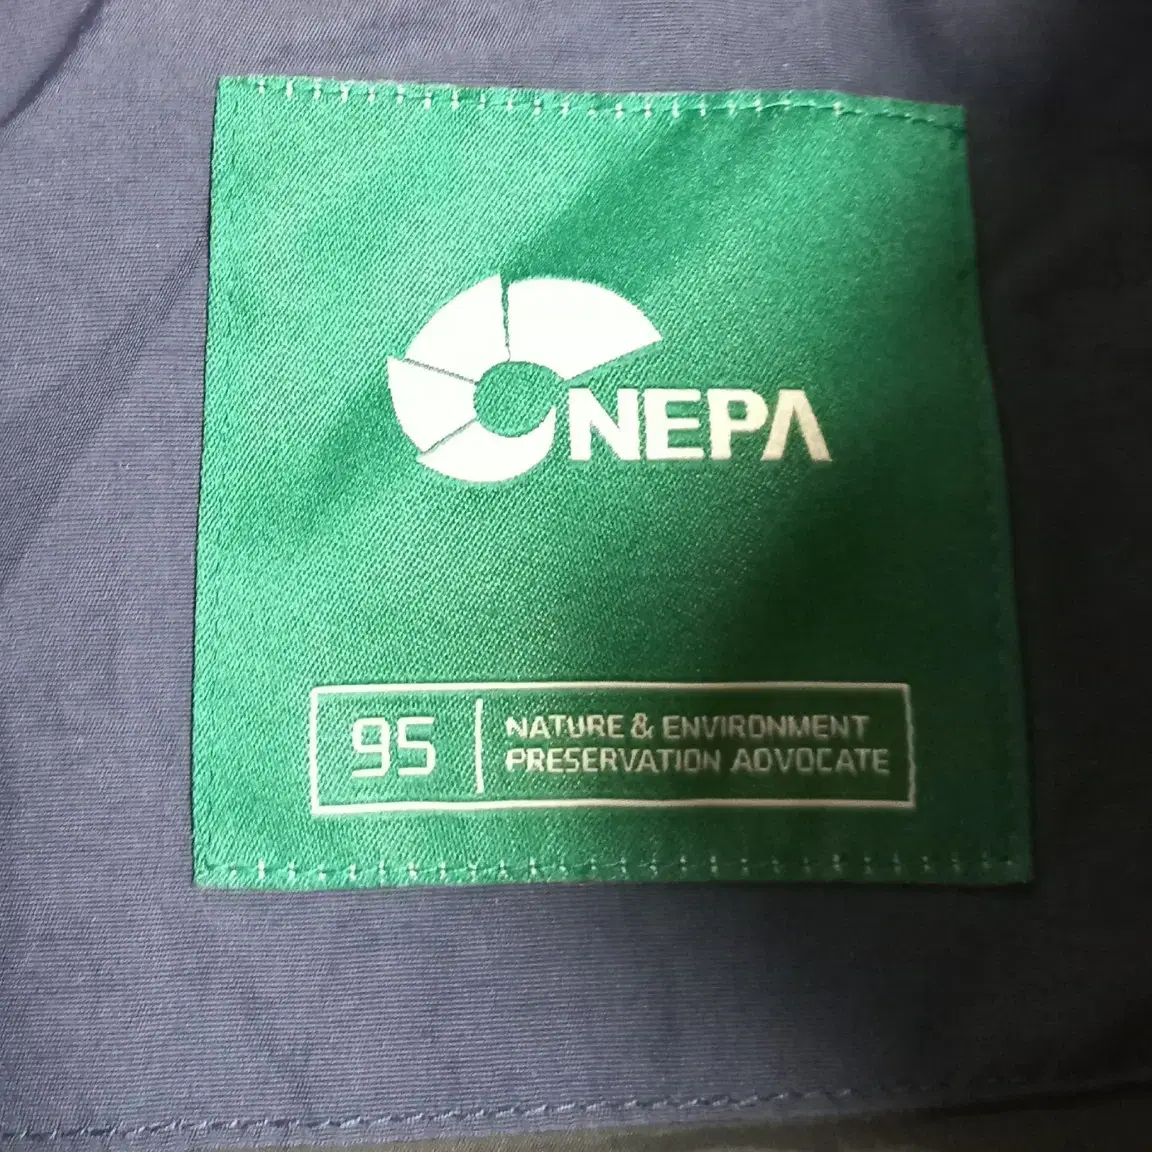 NEPA
95
NATURE & ENVIRONMENT
PRESERVATION ADVOCATE